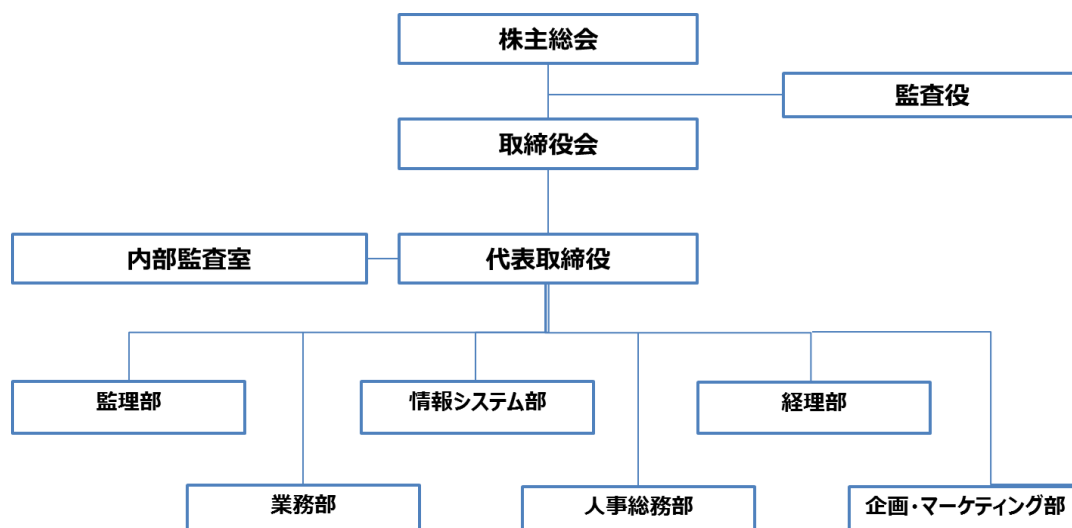 株主総会
監査役
取締役会
内部監査室
代表取締役
監理部
情報システム部
経理部
業務部
人事総務部
企画・マーケティング部